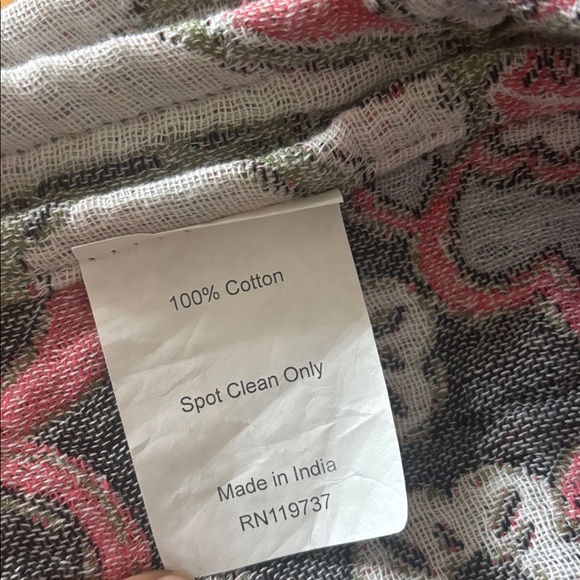 100% Cotton
Spot Clean Only
Made in India
RN119737